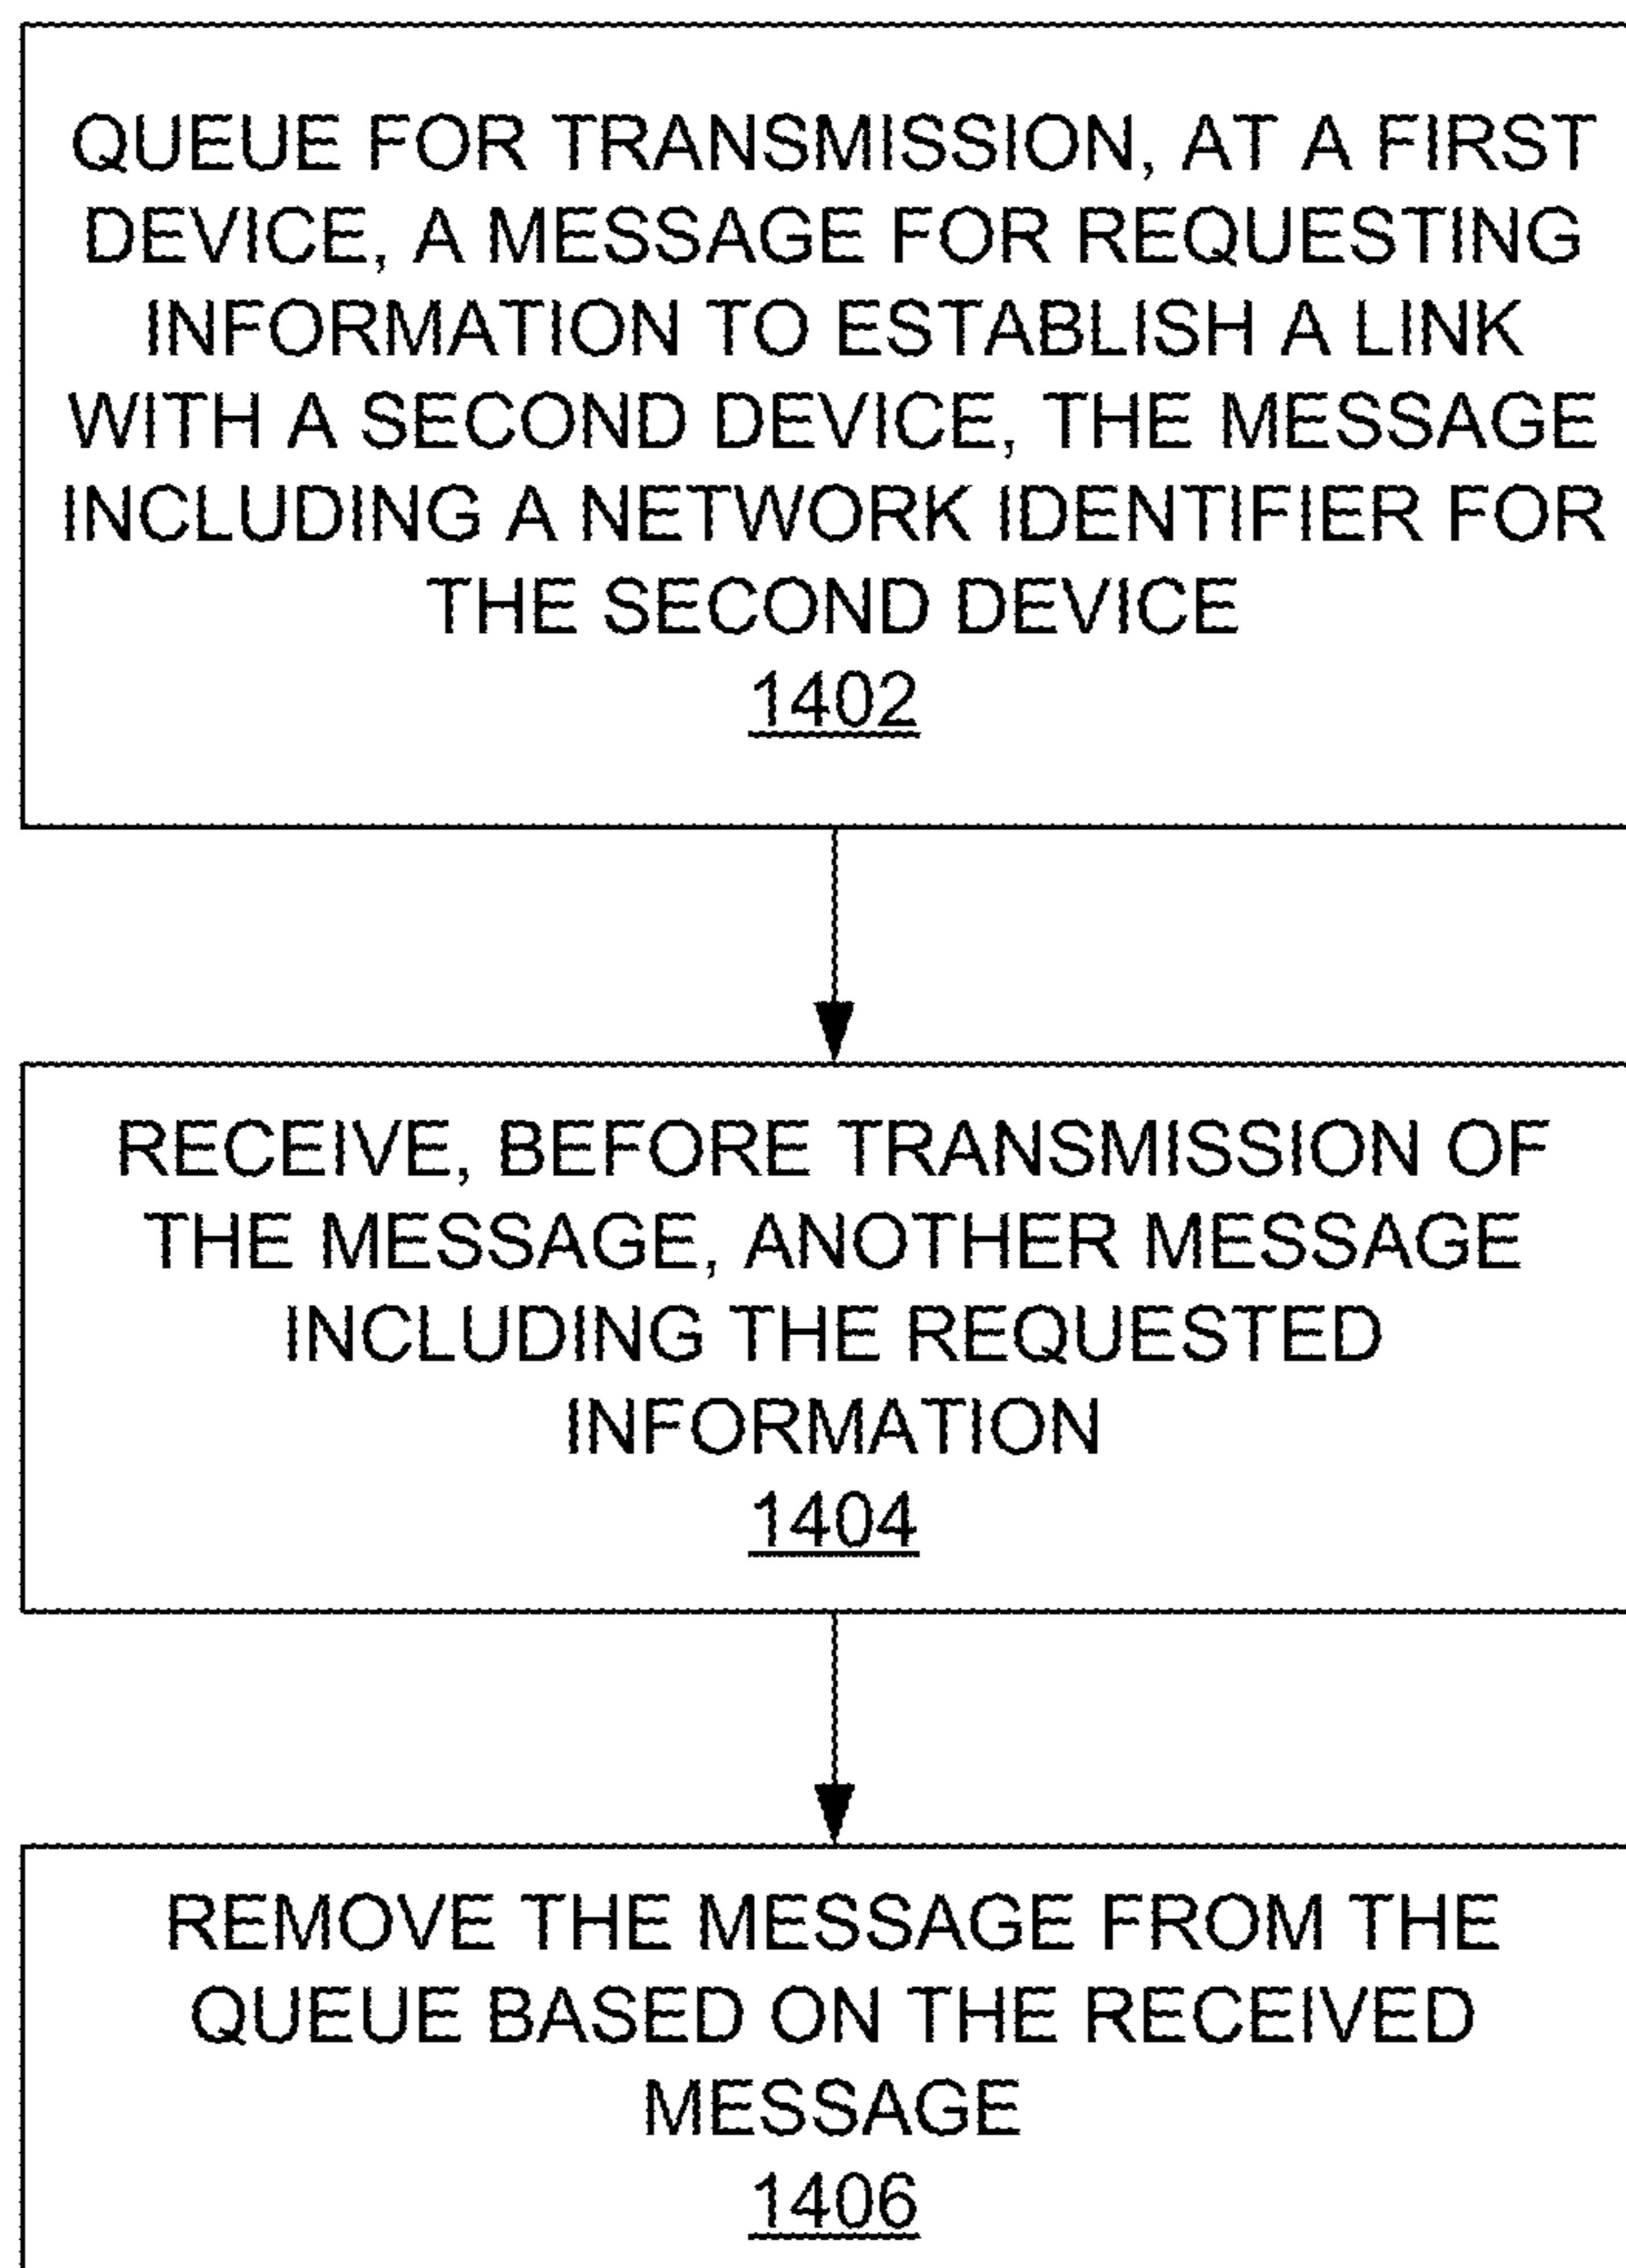 QUEUE FOR TRANSMISSION, AT A FIRST
DEVICE, A MESSAGE FOR REQUESTING
INFORMATION TO ESTABLISH A LINK
WITH A SECOND DEVICE, THE MESSAGE
INCLUDING A NETWORK IDENTIFIER FOR
THE SECOND DEVICE
1402
RECEIVE, BEFORE TRANSMISSION OF
THE MESSAGE, ANOTHER MESSAGE
INCLUDING THE REQUESTED
INFORMATION
1404
REMOVE THE MESSAGE FROM THE
QUEUE BASED ON THE RECEIVED
MESSAGE
1406